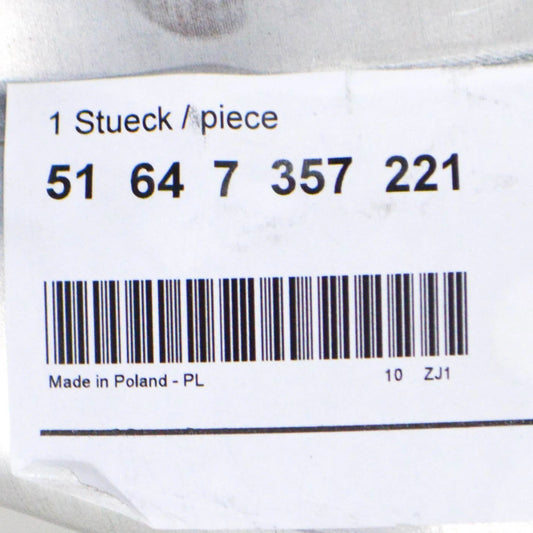 1 Stueck / piece
51 64 7 357 221
Made in Poland - PL 10 ZJ1